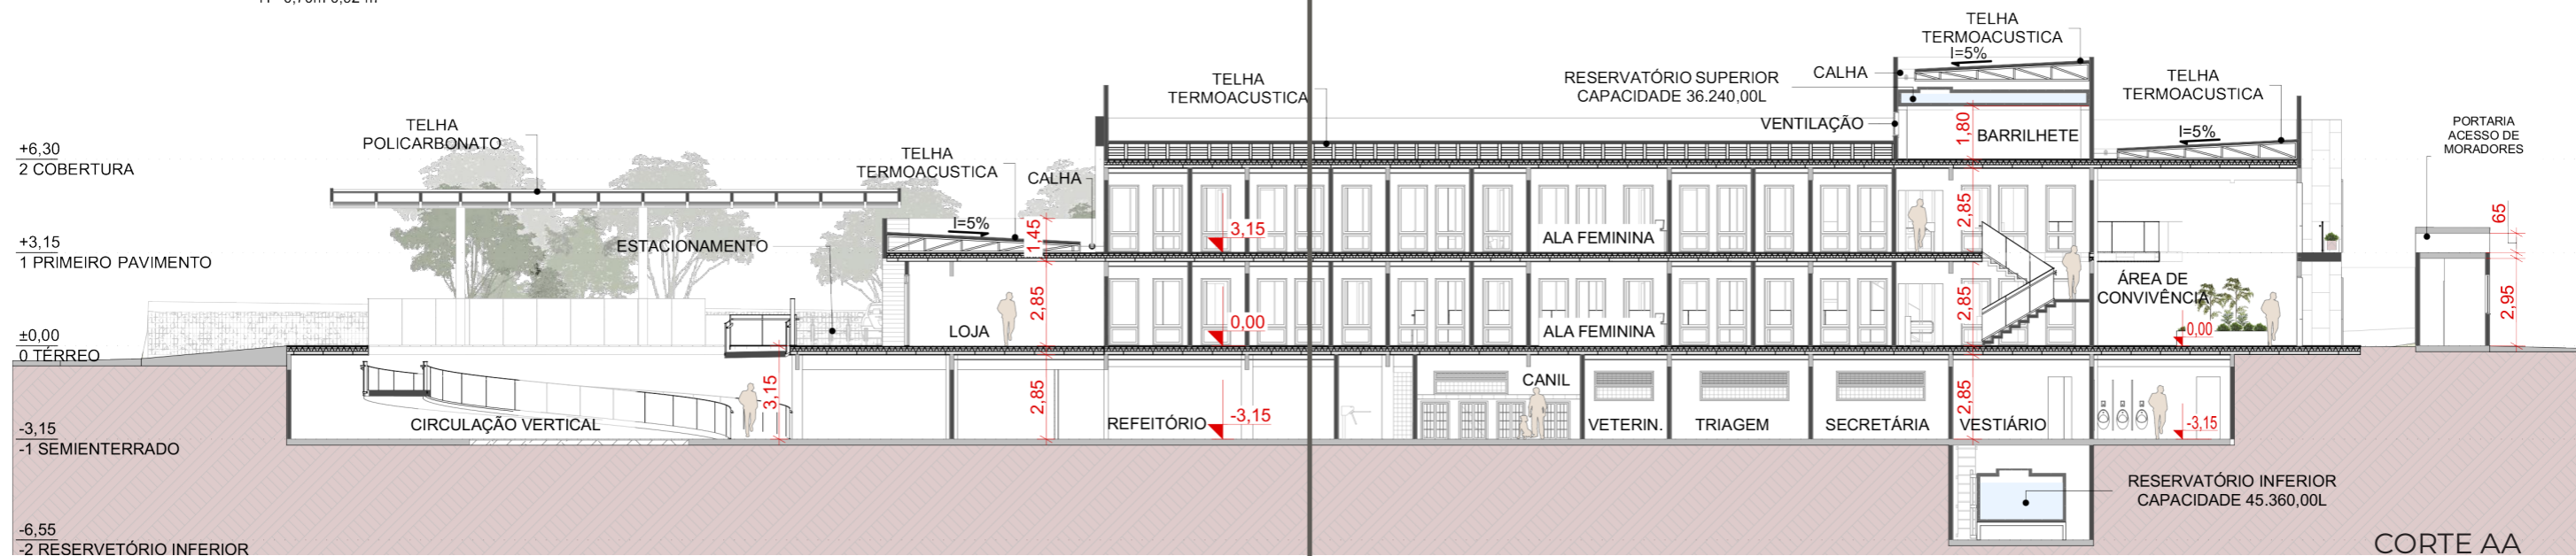 TELHA
TERMOACUSTICA
I=5%
CALHA
RESERVATÓRIO SUPERIOR
CAPACIDADE 36.240,00L
TELHA
TERMOACUSTICA
TELHA
TERMOACUSTICA
I=5%
VENTILAÇÃO
1,80
BARRILHETE
PORTARIA
ACESSO DE
MORADORES
TELHA
POLICARBONATO
TELHA
TERMOACUSTICA
CALHA
I=5%
1,45
ESTACIONAMENTO
+6,30
2 COBERTURA
+3,15
1 PRIMEIRO PAVIMENTO
±0,00
0 TÉRREO
-3,15
-1 SEMIENTERRADO
-6,55
-2 RESERVETÓRIO INFERIOR
3,15
ALA FEMININA
2,85
65
2,95
LOJA
2,85
0,00
ALA FEMININA
2,85
ÁREA DE
CONVIVÊNCIA
0,00
CIRCULAÇÃO VERTICAL
3,15
2,85
REFEITÓRIO
-3,15
CANIL
VETERIN.
TRIAGEM
SECRETÁRIA
2,85
VESTIÁRIO
-3,15
RESERVATÓRIO INFERIOR
CAPACIDADE 45.360,00L
CORTE AA